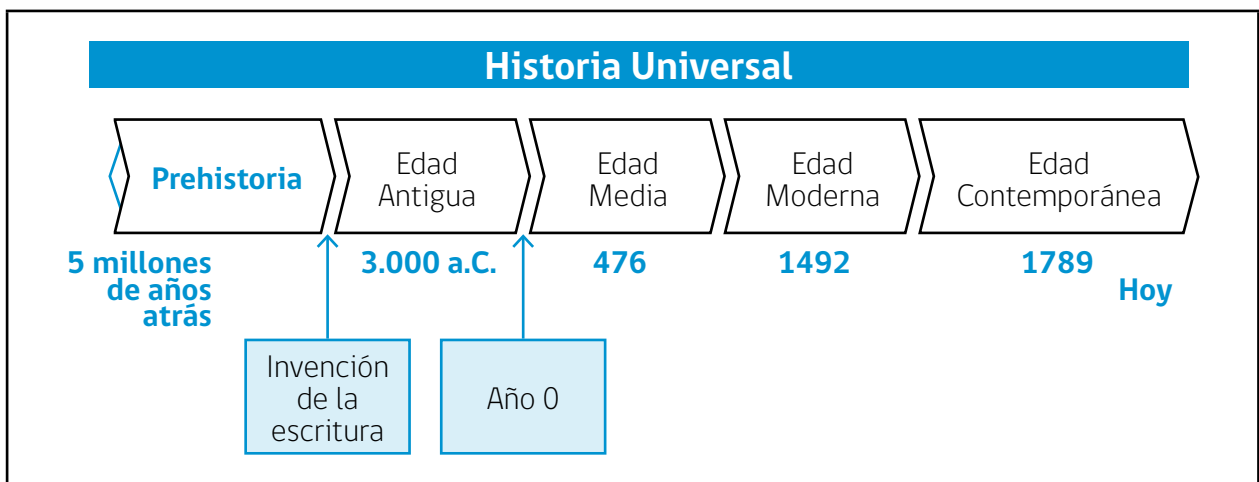 Historia Universal
Prehistoria
Edad
Antigua
Edad
Media
Edad
Moderna
Edad
Contemporánea
5 millones
de años
atrás
3.000 a.C.
476
1492
1789
Hoy
Invención
de la
escritura
Año 0